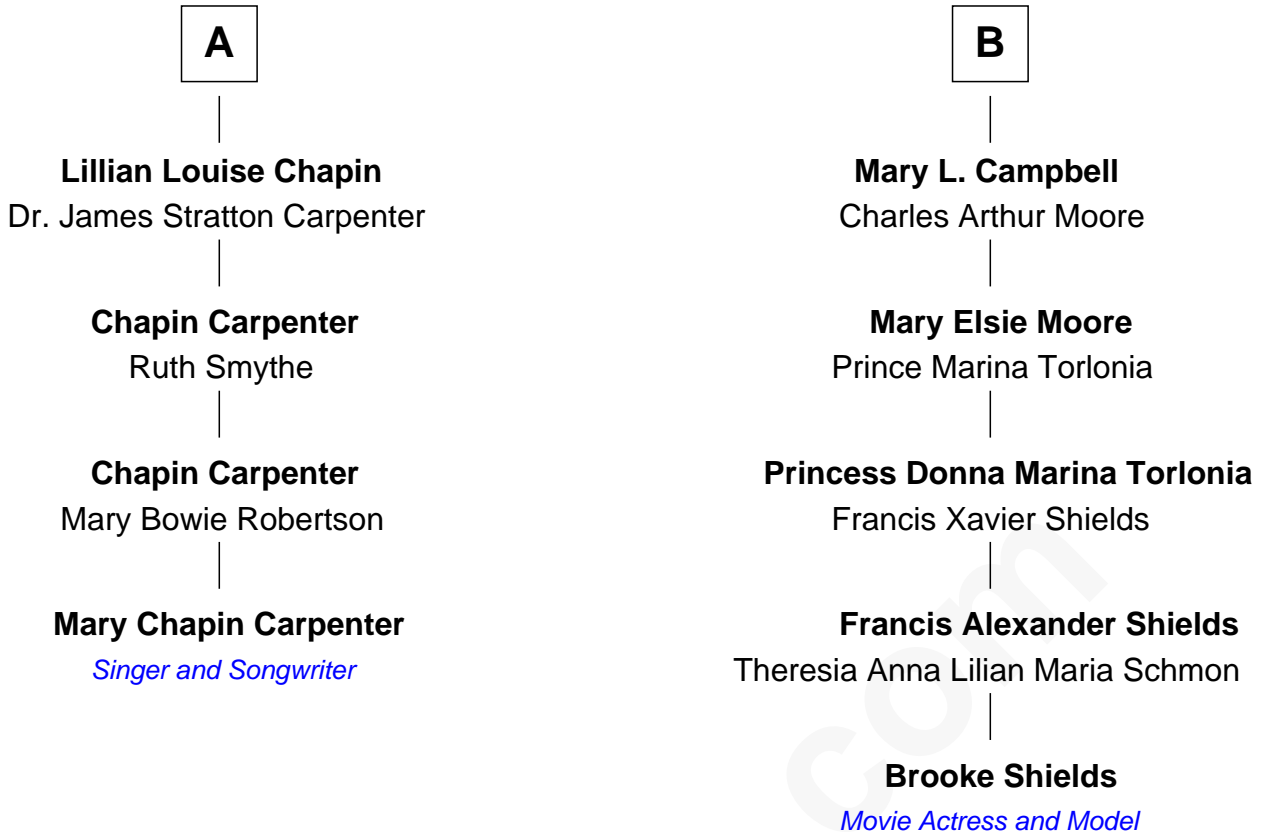 A
Lillian Louise Chapin
Dr. James Stratton Carpenter
Chapin Carpenter
Ruth Smythe
Chapin Carpenter
Mary Bowie Robertson
Mary Chapin Carpenter
Singer and Songwriter
B
Mary L. Campbell
Charles Arthur Moore
Mary Elsie Moore
Prince Marina Torlonia
Princess Donna Marina Torlonia
Francis Xavier Shields
Francis Alexander Shields
Theresia Anna Lilian Maria Schmon
Brooke Shields
Movie Actress and Model
com